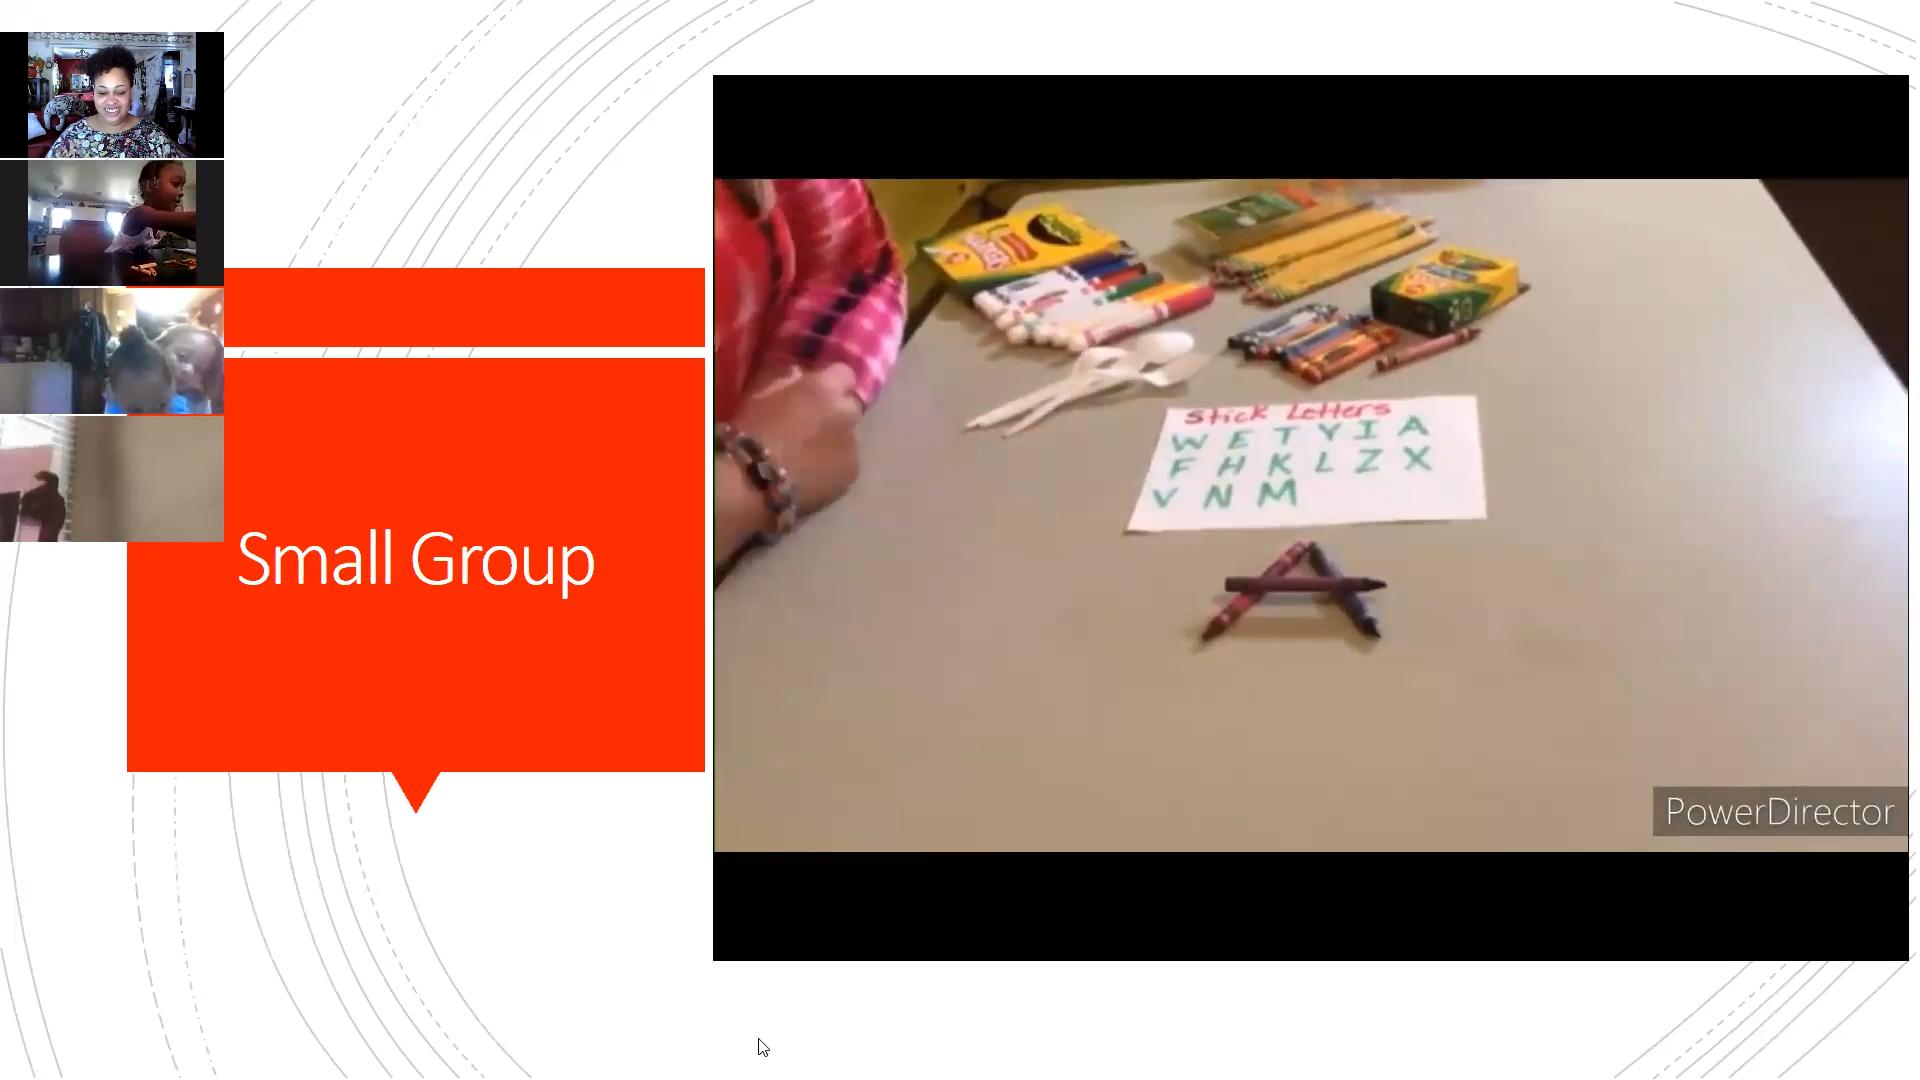 Small Group
Stick Letters
W E T Y I A
F H K L Z X
V N M
PowerDirector